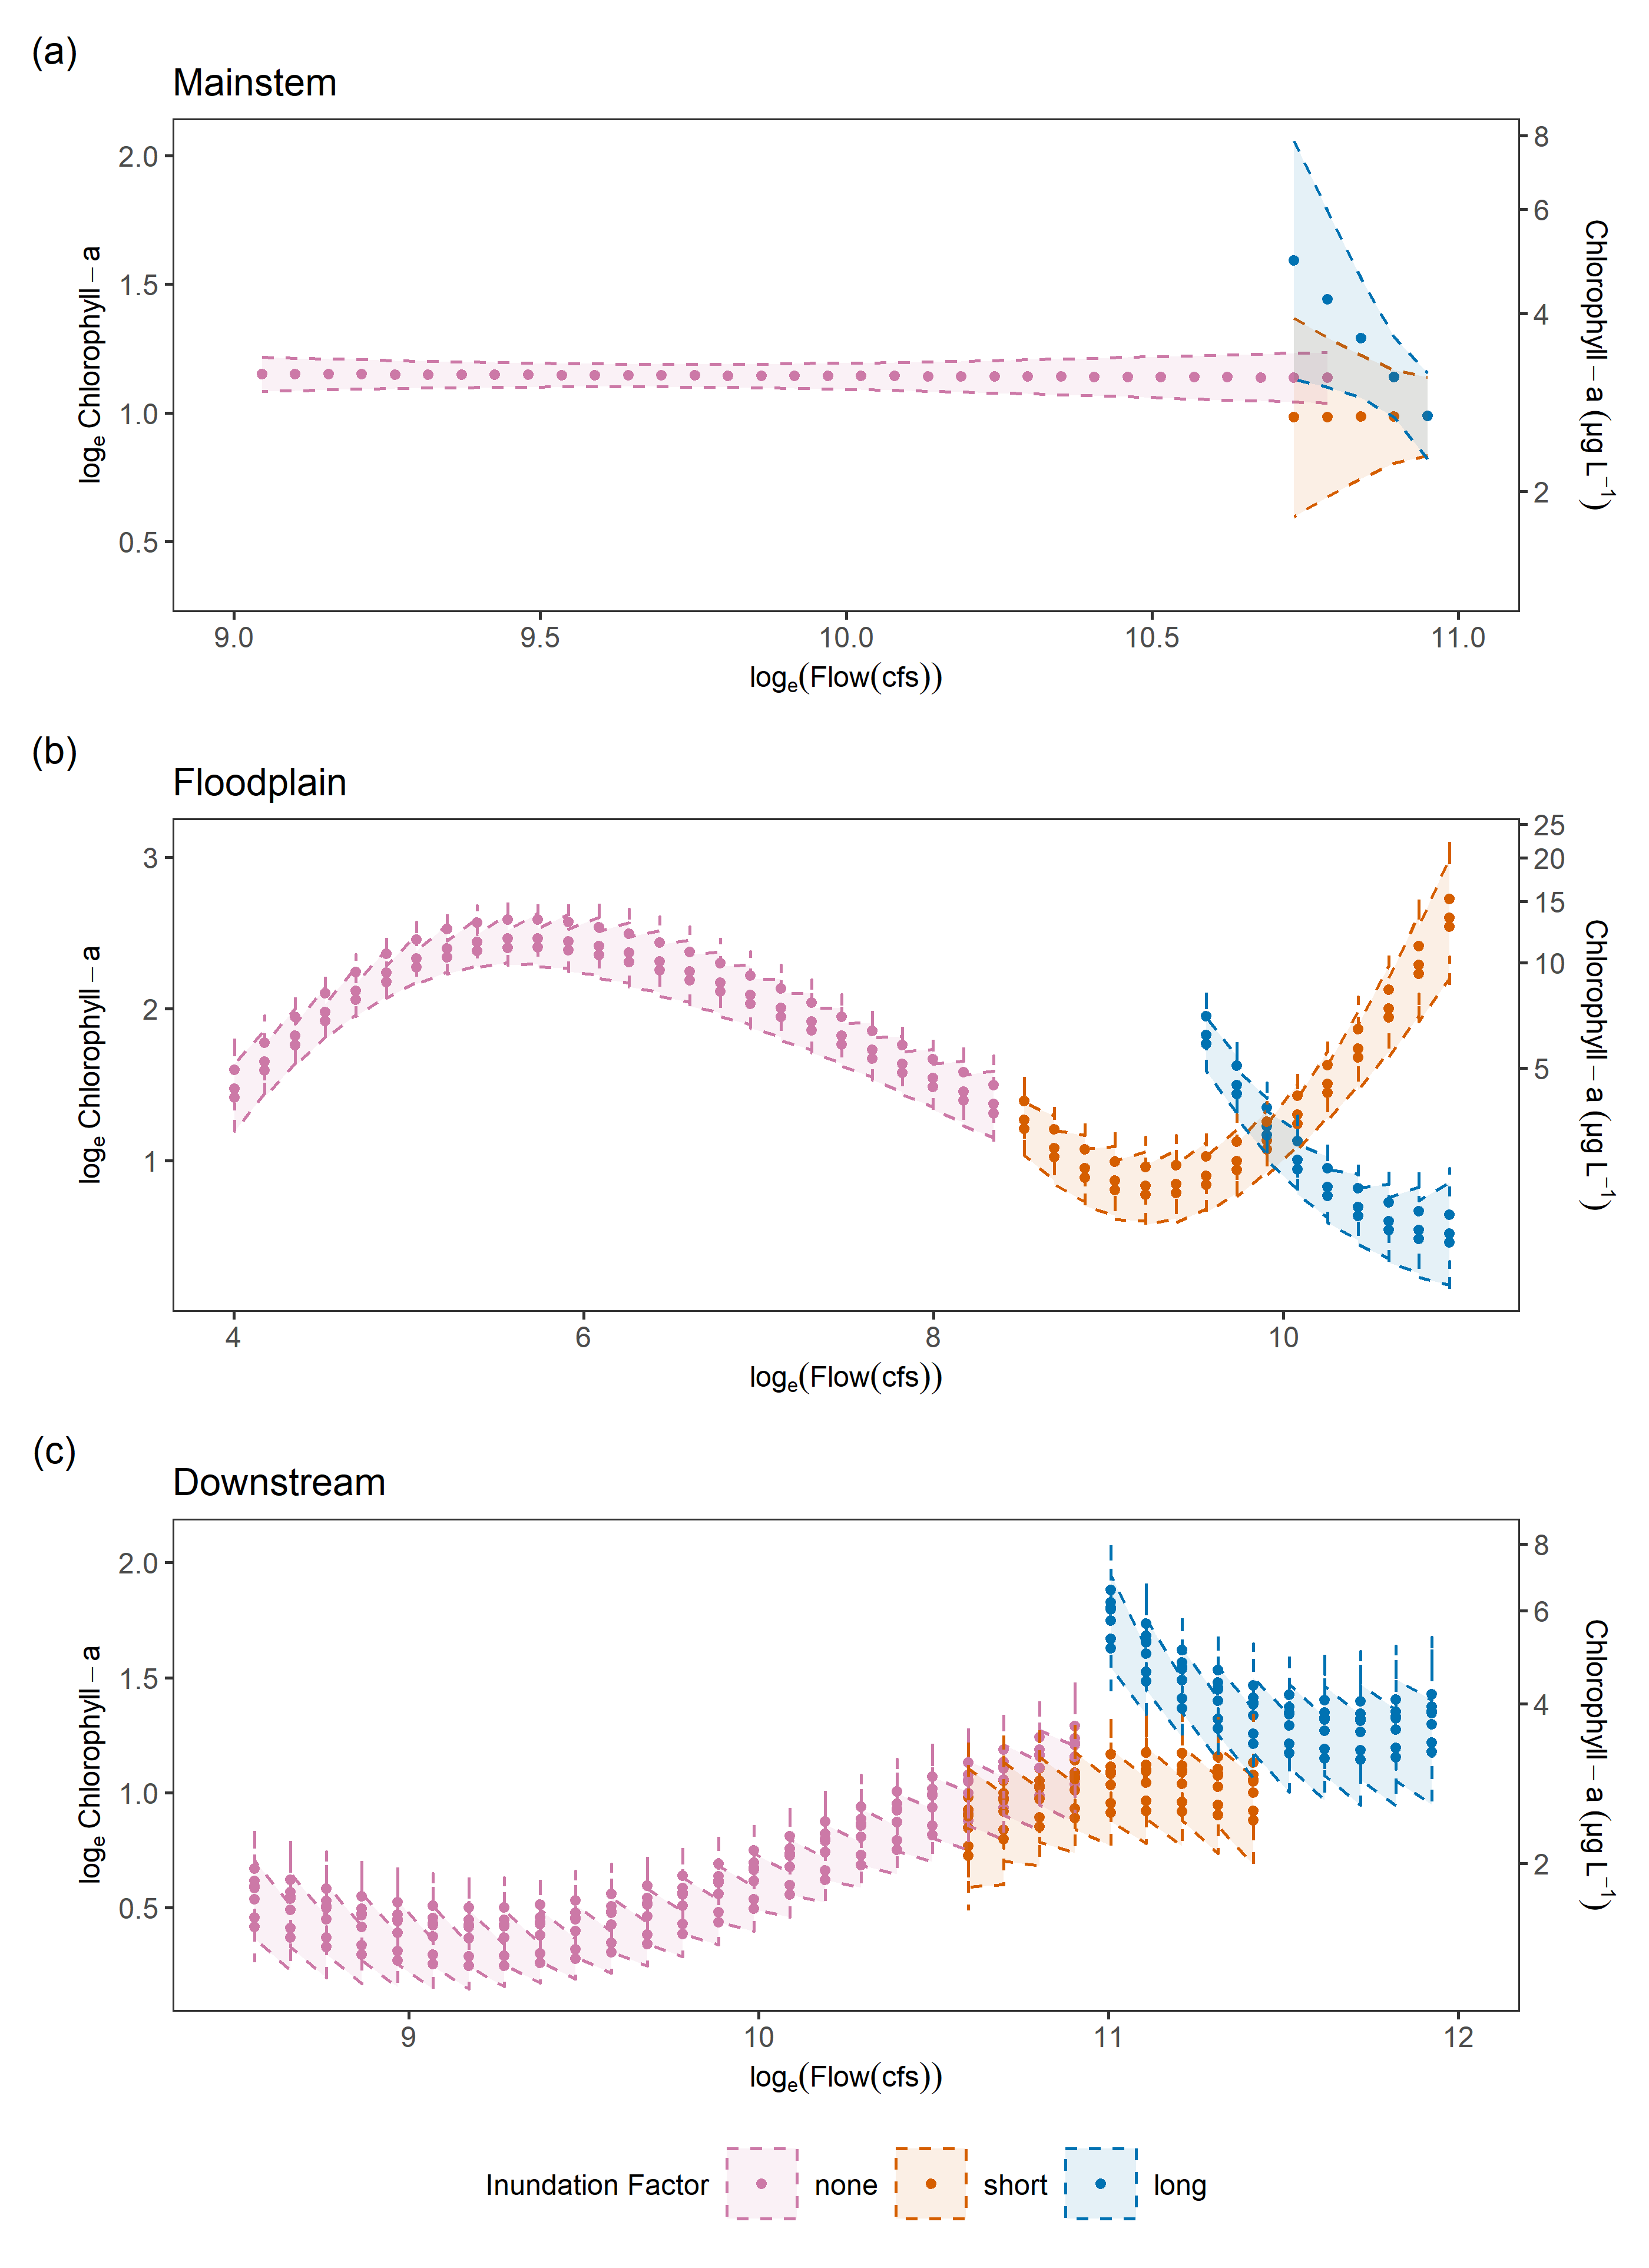 (a)
Mainstem
2.0
1.5
1.0
0.5
logₑ Chlorophyll – a
8
6
4
2
Chlorophyll – a (µg L⁻¹)
9.0 9.5 10.0 10.5 11.0
logₑ(Flow(cfs))
(b)
Floodplain
3
2
1
logₑ Chlorophyll – a
25
20
15
10
5
Chlorophyll – a (µg L⁻¹)
4 6 8 10
logₑ(Flow(cfs))
(c)
Downstream
2.0
1.5
1.0
0.5
logₑ Chlorophyll – a
8
6
4
2
Chlorophyll – a (µg L⁻¹)
9 10 11 12
logₑ(Flow(cfs))
Inundation Factor none short long